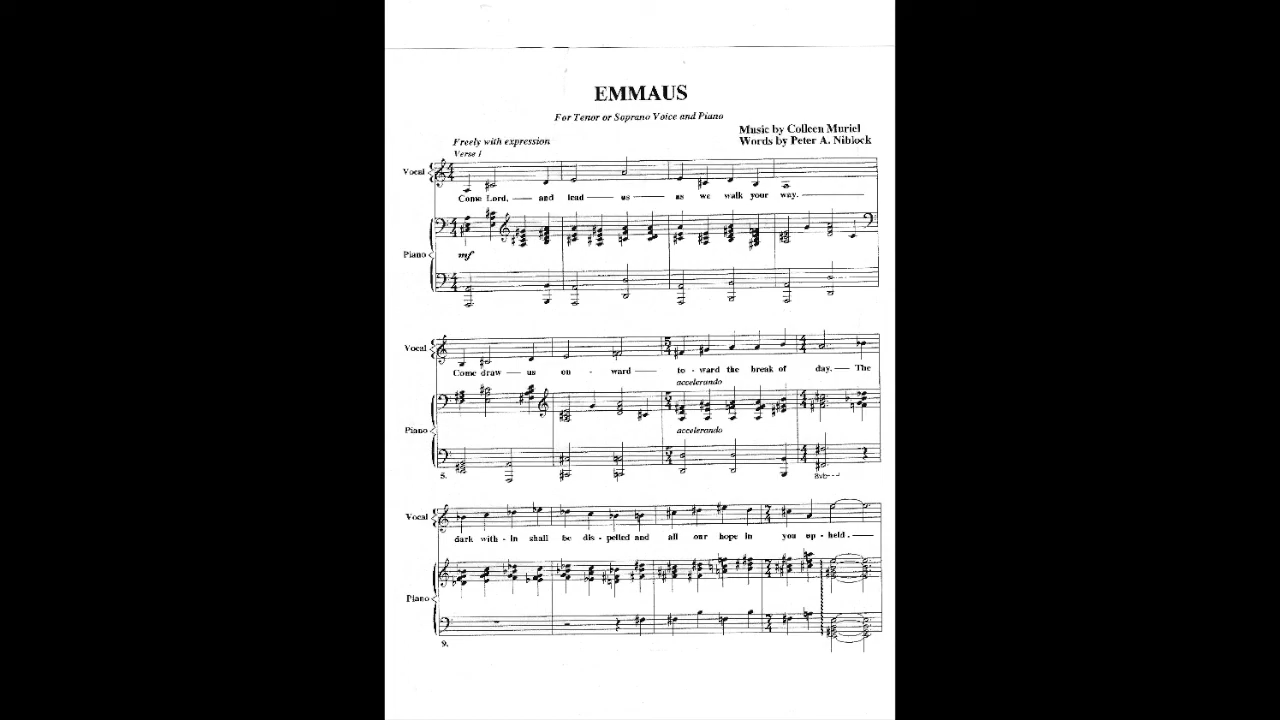 EMMAUS
For Tenor or Soprano Voice and Piano
Music by Colleen Muriel
Words by Peter A. Niblock
Freely with expression
Verse 1
Vocal
Come Lord, — and lead — us — as we walk your way. —
Piano
mf
Vocal
Come draw — us on - ward — to - ward the break of day. — The
accelerando
Piano
accelerando
5.
8vb
Vocal
dark with - in shall be dis - pelled and all our hope in you up - held. —
Piano
9.